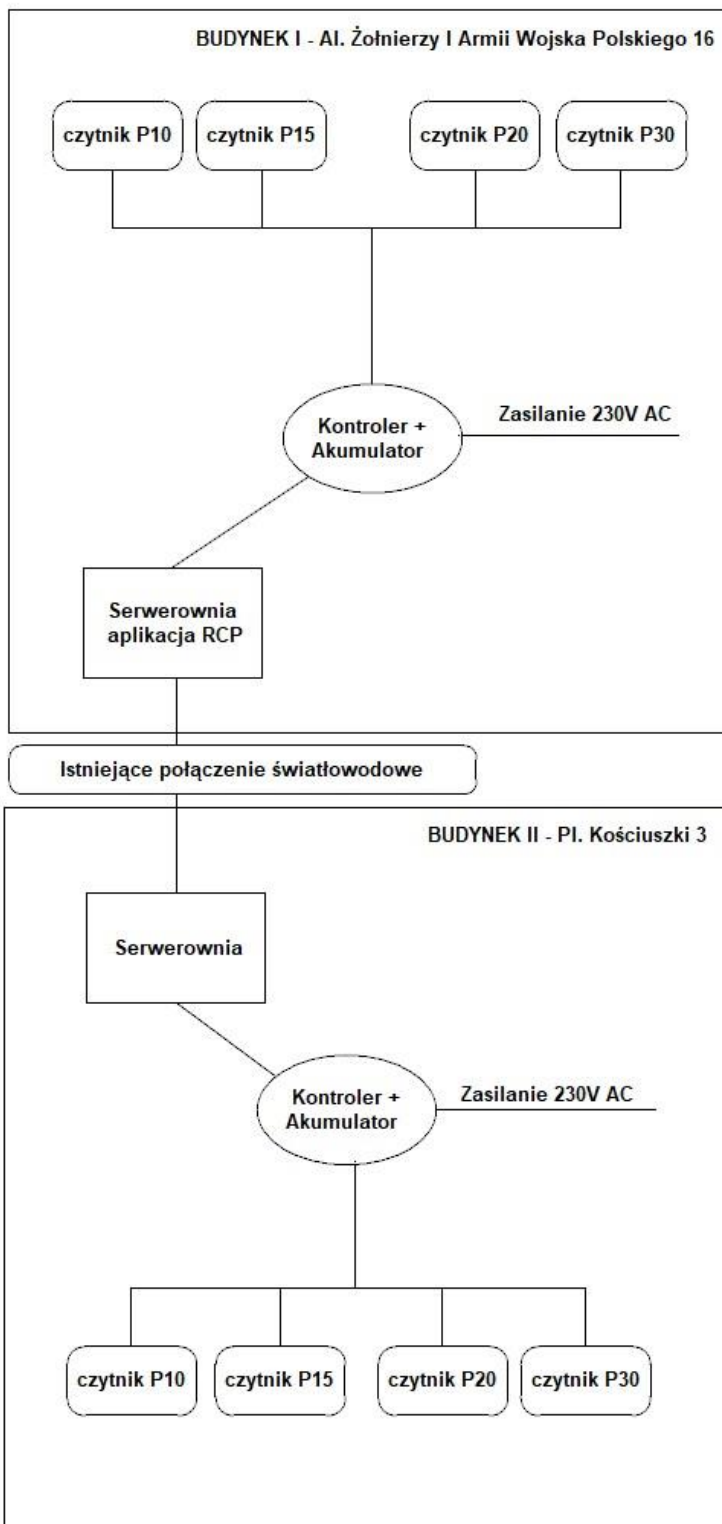 BUDYNEK I - Al. Żołnierzy I Armii Wojska Polskiego 16
czytnik P10
czytnik P15
czytnik P20
czytnik P30
Kontroler +
Akumulator
Zasilanie 230V AC
Serwerownia
aplikacja RCP
Istniejące połączenie światłowodowe
BUDYNEK II - Pl. Kościuszki 3
Serwerownia
Kontroler +
Akumulator
Zasilanie 230V AC
czytnik P10
czytnik P15
czytnik P20
czytnik P30